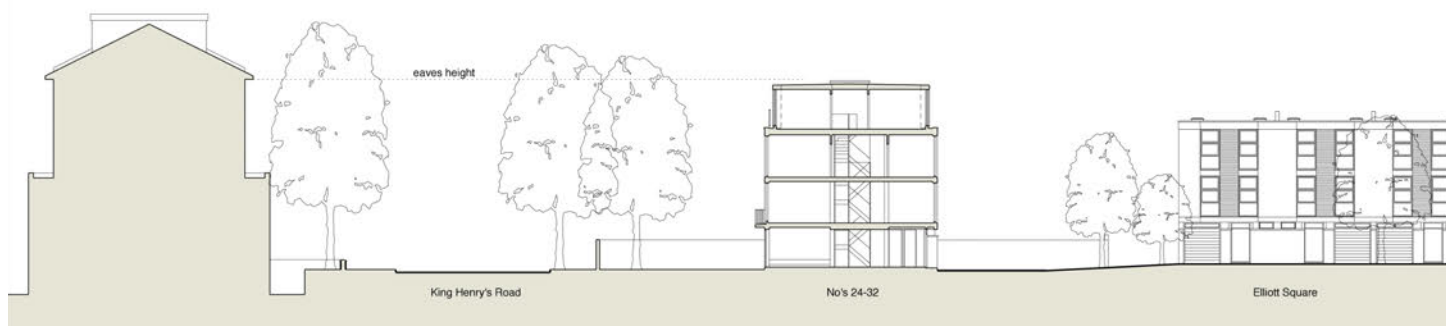 eaves height
King Henry's Road
No's 24-32
Elliott Square